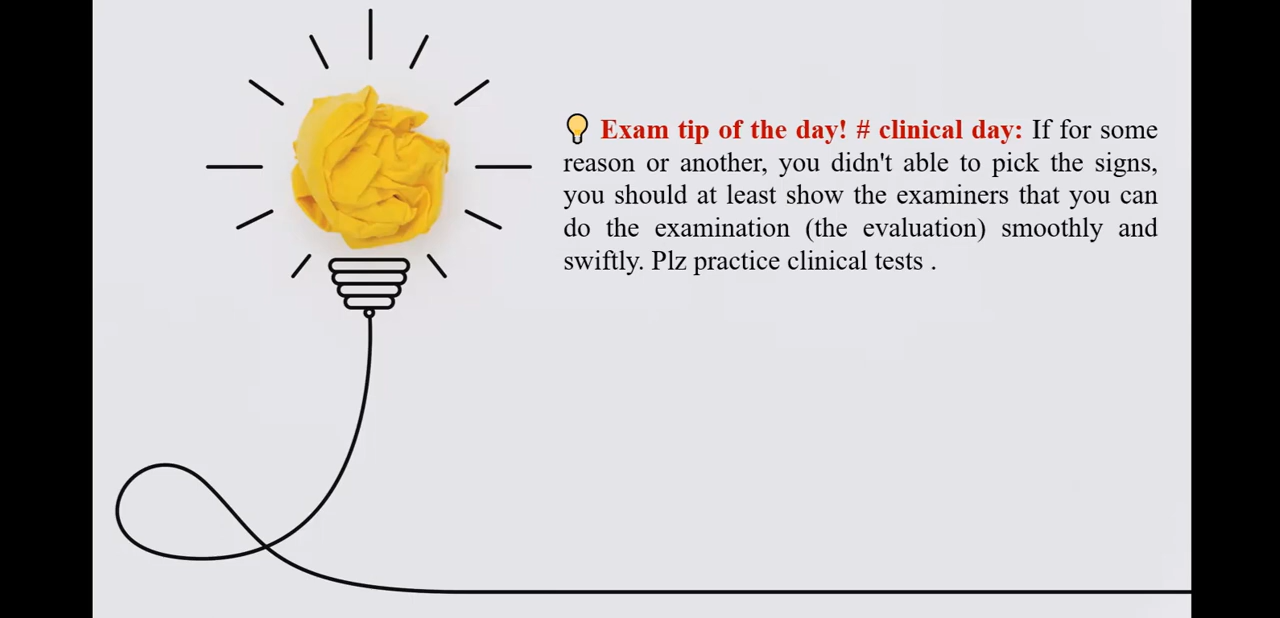 💡 Exam tip of the day! # clinical day: If for some
reason or another, you didn't able to pick the signs,
you should at least show the examiners that you can
do the examination (the evaluation) smoothly and
swiftly. Plz practice clinical tests .